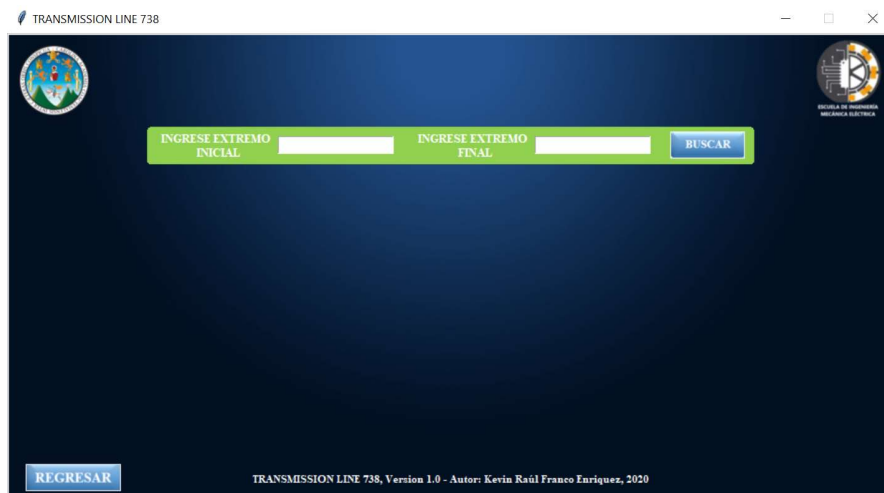 TRANSMISSION LINE 738
ESCUELA DE INGENIERÍA
MECÁNICA ELÉCTRICA
INGRESE EXTREMO
INICIAL
INGRESE EXTREMO
FINAL
BUSCAR
REGRESAR
TRANSMISSION LINE 738, Version 1.0 - Autor: Kevin Raúl Franco Enriquez, 2020